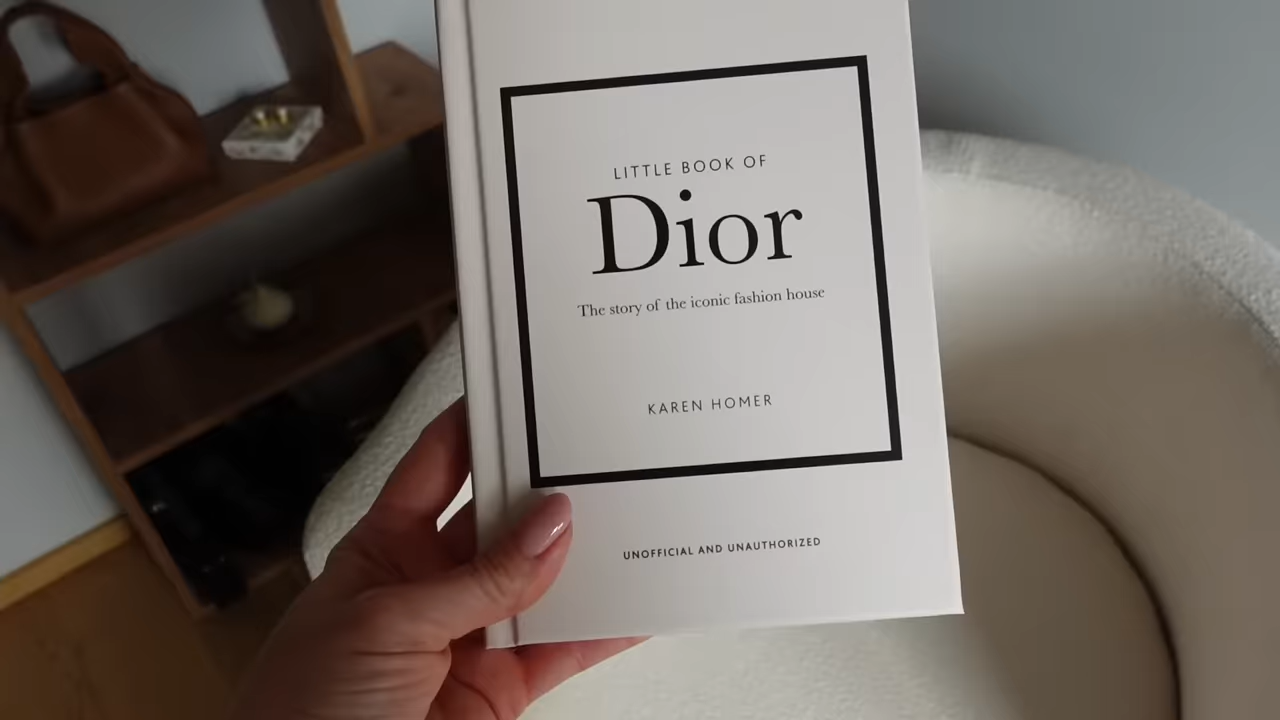 LITTLE BOOK OF
Dior
The story of the iconic fashion house
KAREN HOMER
UNOFFICIAL AND UNAUTHORIZED